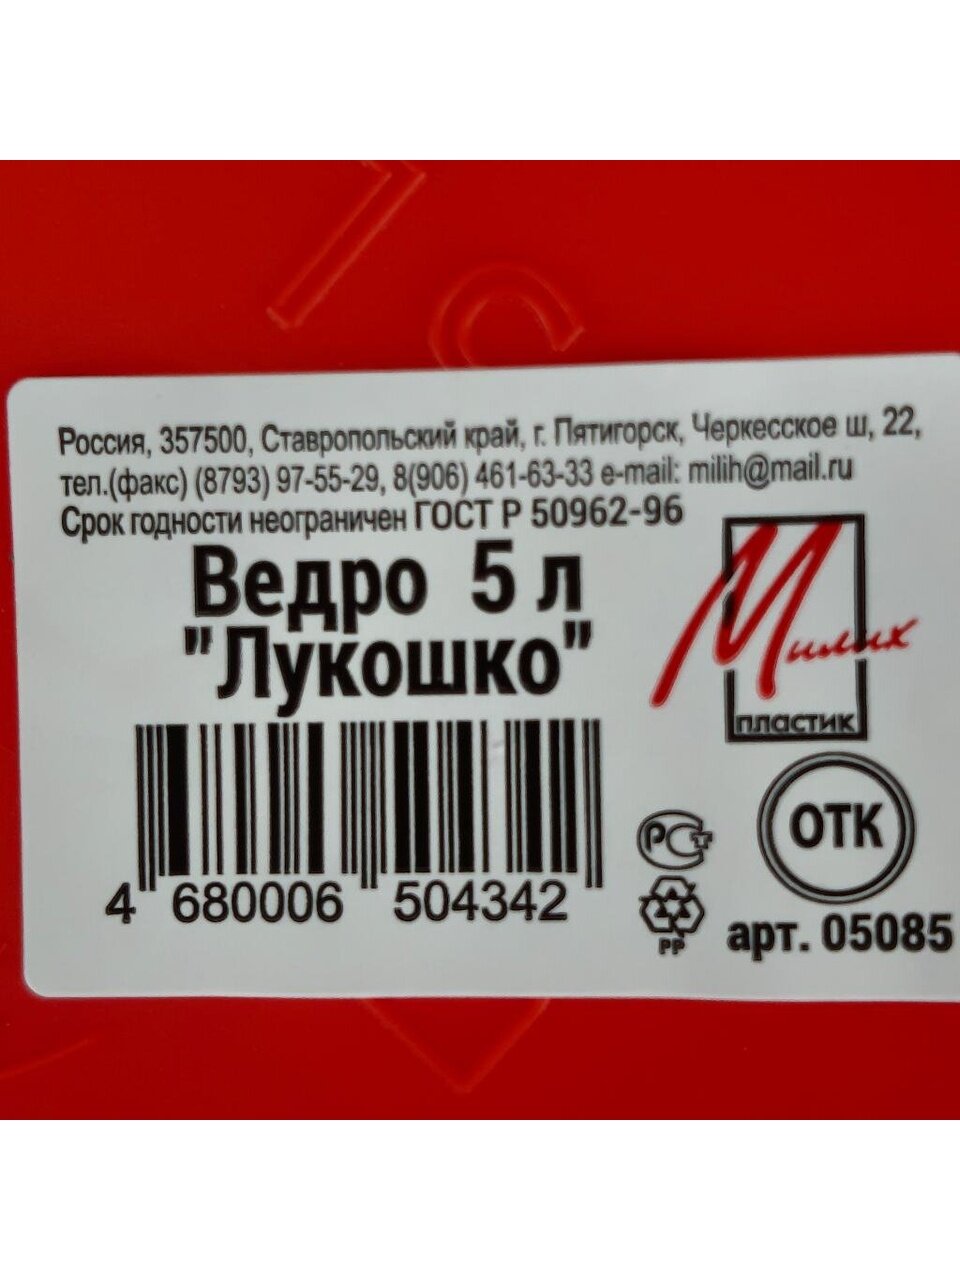 Россия, 357500, Ставропольский край, г. Пятигорск, Черкесское ш, 22,
тел.(факс) (8793) 97-55-29, 8(906) 461-63-33 e-mail: milih@mail.ru
Срок годности неограничен ГОСТ Р 50962-96
Ведро 5 л
"Лукошко"
Милих
пластик
ОТК
РСТ
PP
4 680006 504342
арт. 05085